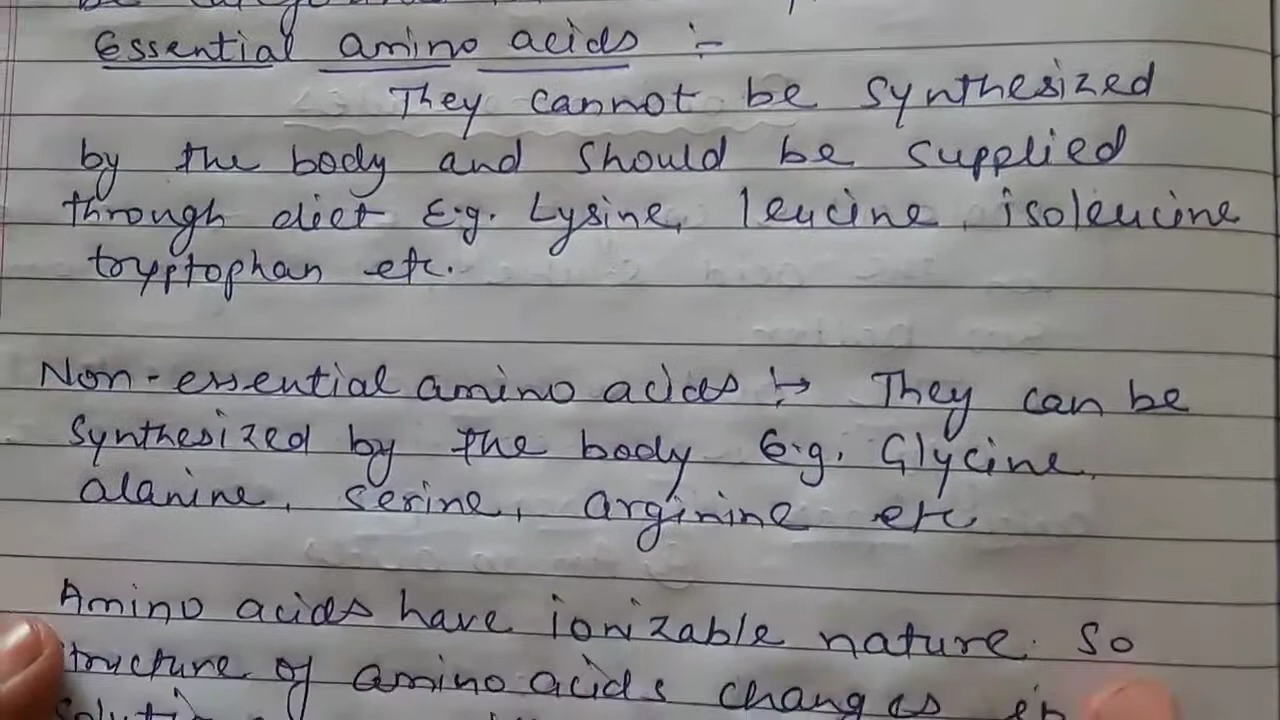 Essential amino acids :-
They cannot be synthesized
by the body and should be supplied
through diet E.g. Lysine, leucine, isoleucine
tryptophan etc.
Non-essential amino acids :→ They can be
synthesized by the body E.g. Glycine,
alanine, serine, arginine etc
Amino acids have ionizable nature. So
structure of amino acids changes in